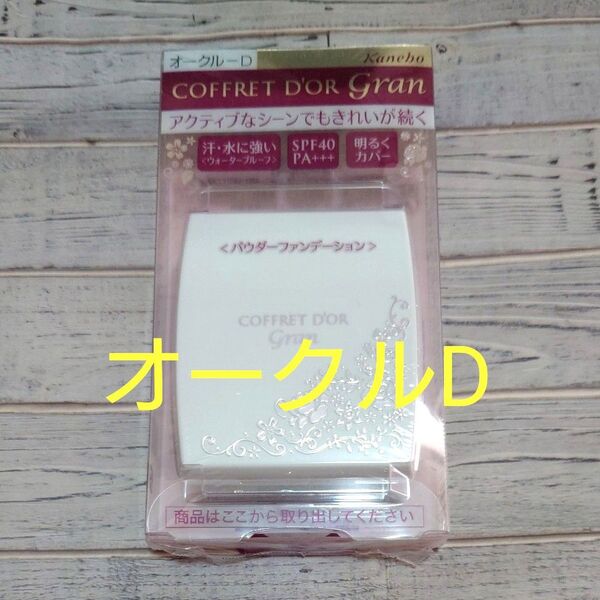 オークル－D
Kanebo
COFFRET D'OR Gran
アクティブなシーンでもきれいが続く
汗・水に強い
<ウォータープルーフ>
SPF40
PA+++
明るく
カバー
<パウダーファンデーション>
COFFRET D'OR
Gran
オークルD
商品はここから取り出してください